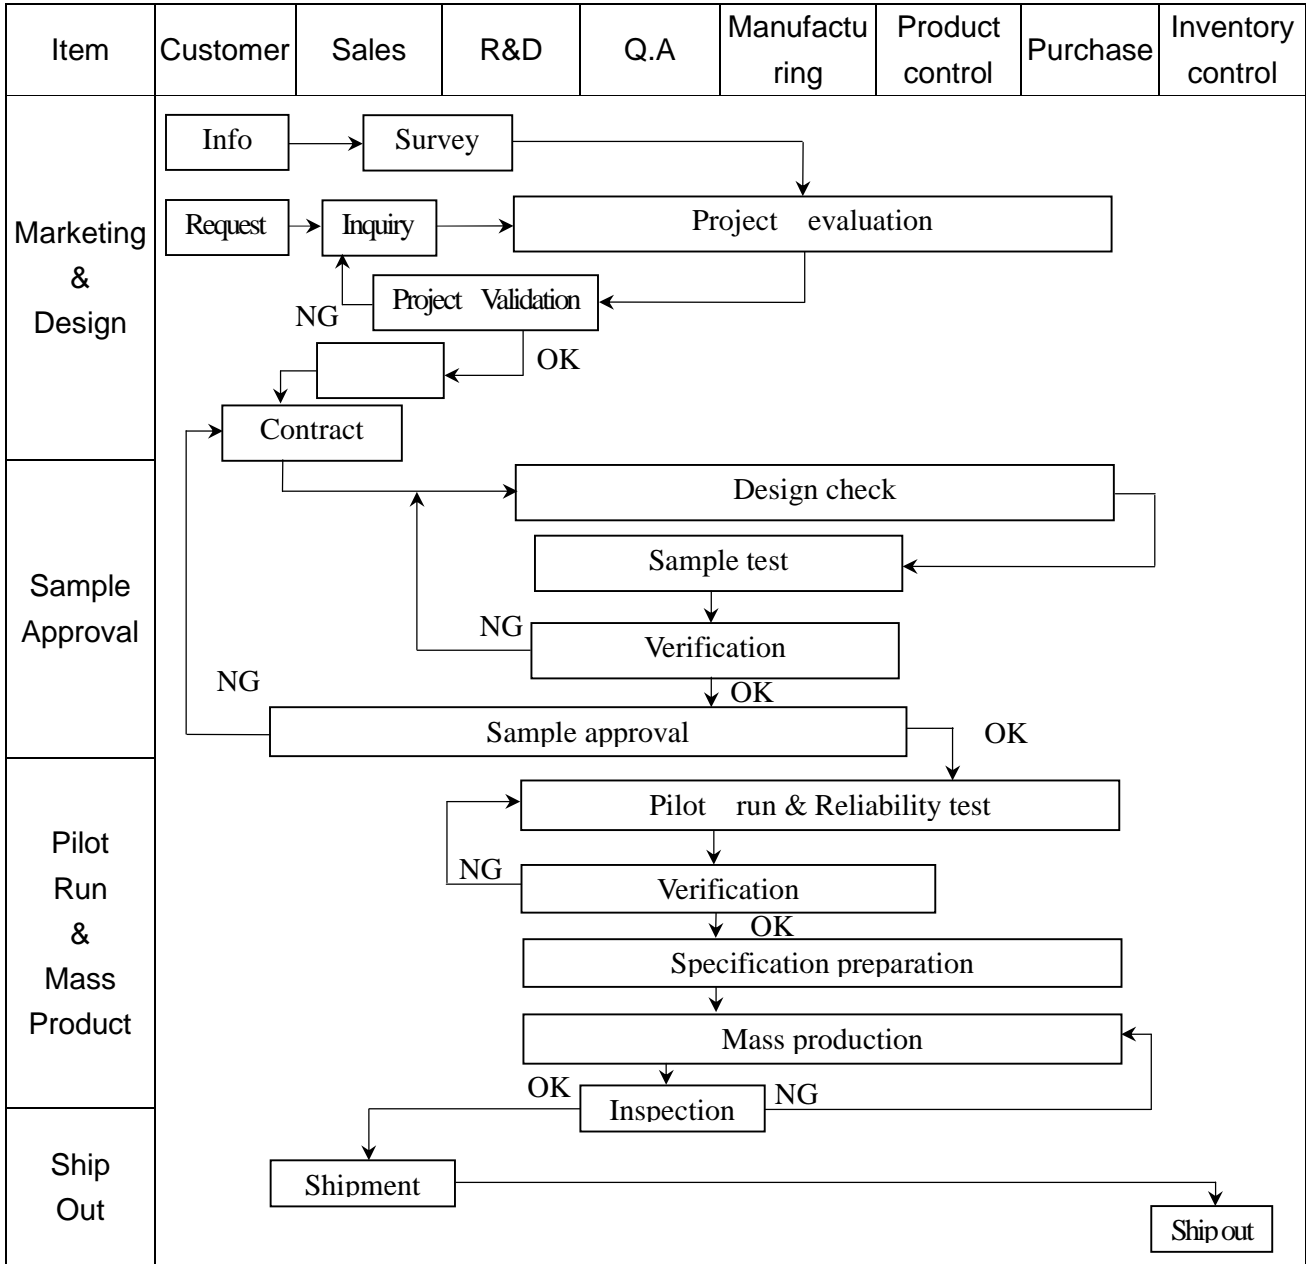 Item Customer Sales R&D Q.A Manufactu Product Purchase Inventory
ring control control
Info Survey
Request Inquiry Project evaluation
Marketing
&
Design
Project Validation
NG
OK
Contract
Design check
Sample
Approval
Sample test
NG
Verification
NG
OK
Sample approval
OK
Pilot
Run
&
Mass
Product
Pilot run & Reliability test
NG
Verification
OK
Specification preparation
Mass production
OK
Inspection
NG
Ship
Out
Shipment
Ship out